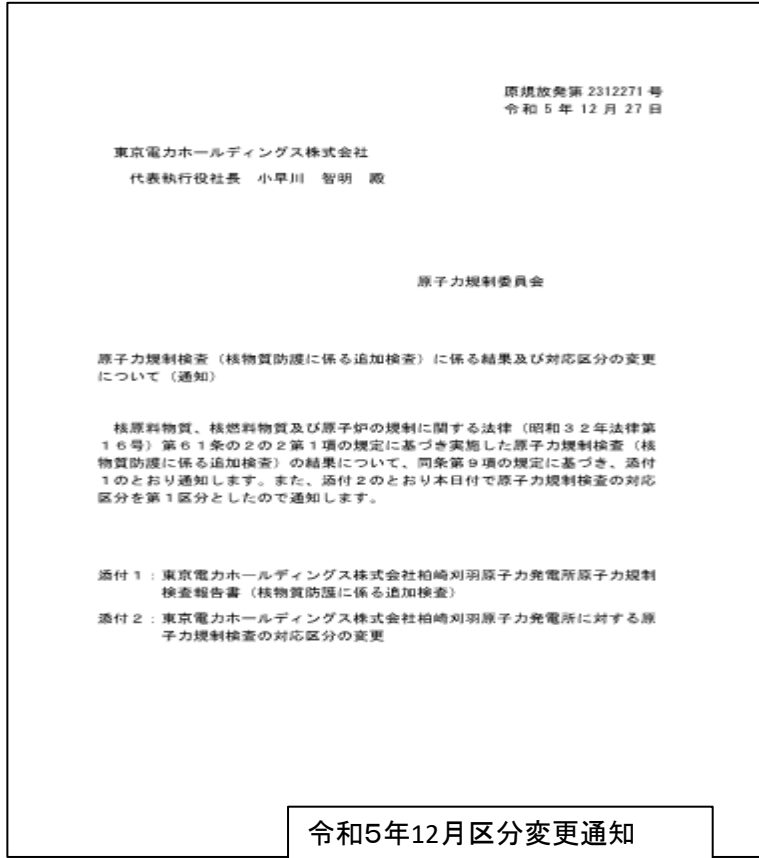 原規放発第 2312271 号
令和 5 年 12 月 27 日
東京電力ホールディングス株式会社
代表執行役社長　小早川　智明　殿
原子力規制委員会
原子力規制検査（核物質防護に係る追加検査）に係る結果及び対応区分の変更
について（通知）
核原料物質、核燃料物質及び原子炉の規制に関する法律（昭和３２年法律第
１６号）第６１条の２の２第１項の規定に基づき実施した原子力規制検査（核
物質防護に係る追加検査）の結果について、同条第９項の規定に基づき、添付
１のとおり通知します。また、添付２のとおり本日付で原子力規制検査の対応
区分を第１区分としたので通知します。
添付１：東京電力ホールディングス株式会社柏崎刈羽原子力発電所原子力規制
検査報告書（核物質防護に係る追加検査）
添付２：東京電力ホールディングス株式会社柏崎刈羽原子力発電所に対する原
子力規制検査の対応区分の変更
令和5年12月区分変更通知